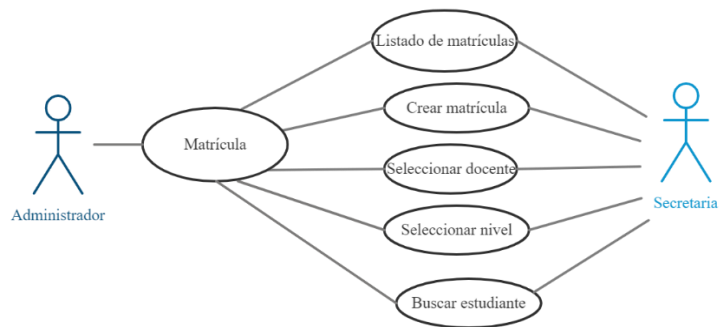 Listado de matrículas
Crear matrícula
Matrícula
Seleccionar docente
Administrador
Secretaria
Seleccionar nivel
Buscar estudiante